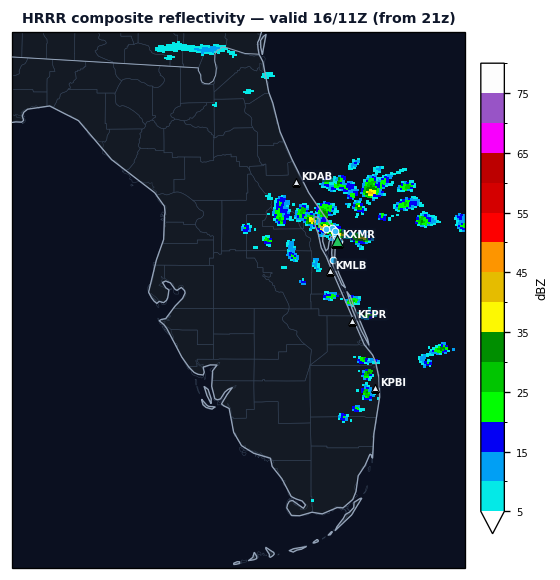 HRRR composite reflectivity — valid 16/11Z (from 21z)
KDAB
KXMR
KMLB
KFPR
KPBI
75
65
55
45
35
25
15
5
dBZ